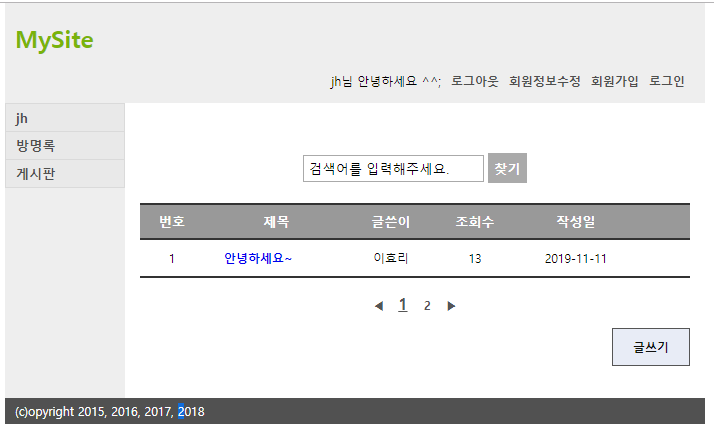 MySite
jh님 안녕하세요 ^^; 로그아웃 회원정보수정 회원가입 로그인
jh
방명록
게시판
검색어를 입력해주세요. 찾기
번호 제목 글쓴이 조회수 작성일
1 안녕하세요~ 이효리 13 2019-11-11
◀ 1 2 ▶
글쓰기
(c)opyright 2015, 2016, 2017, 2018